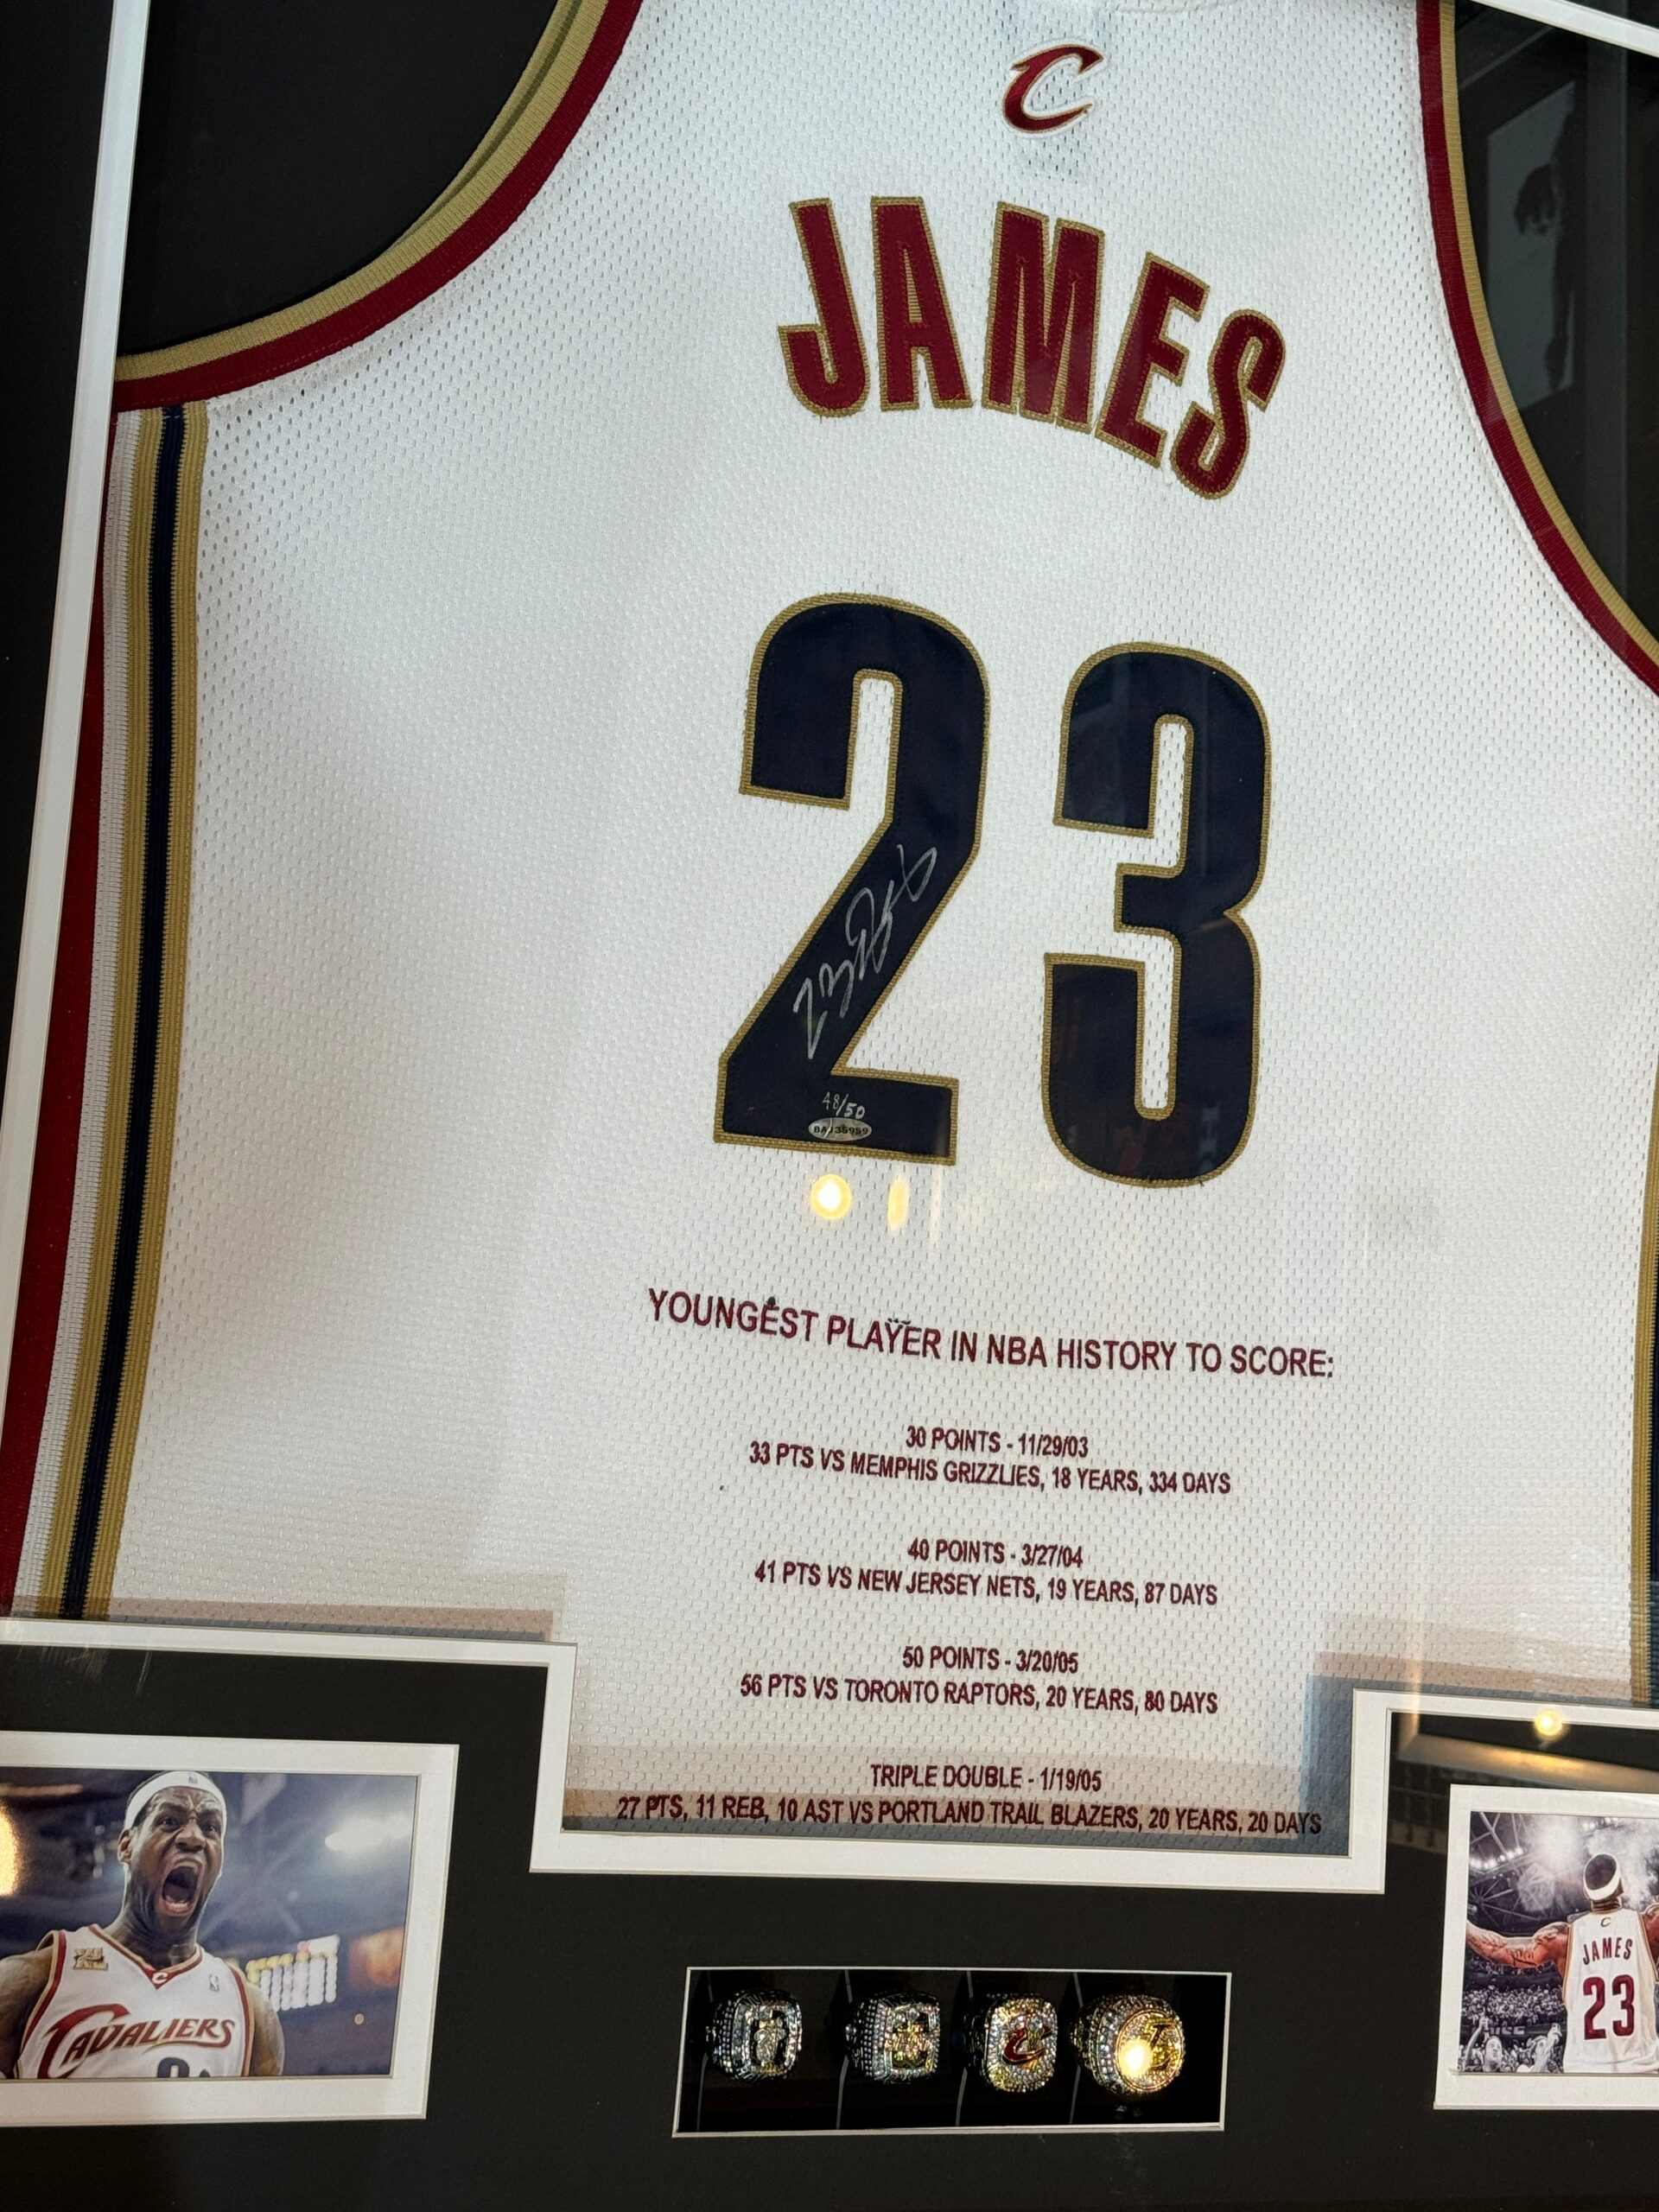 C
JAMES
23
23
48/50
BAJ35959
YOUNGEST PLAYER IN NBA HISTORY TO SCORE:
30 POINTS - 11/29/03
33 PTS VS MEMPHIS GRIZZLIES, 18 YEARS, 334 DAYS
40 POINTS - 3/27/04
41 PTS VS NEW JERSEY NETS, 19 YEARS, 87 DAYS
50 POINTS - 3/20/05
56 PTS VS TORONTO RAPTORS, 20 YEARS, 80 DAYS
TRIPLE DOUBLE - 1/19/05
27 PTS, 11 REB, 10 AST VS PORTLAND TRAIL BLAZERS, 20 YEARS, 20 DAYS
C
CAVALIERS
C
JAMES
23
C
L